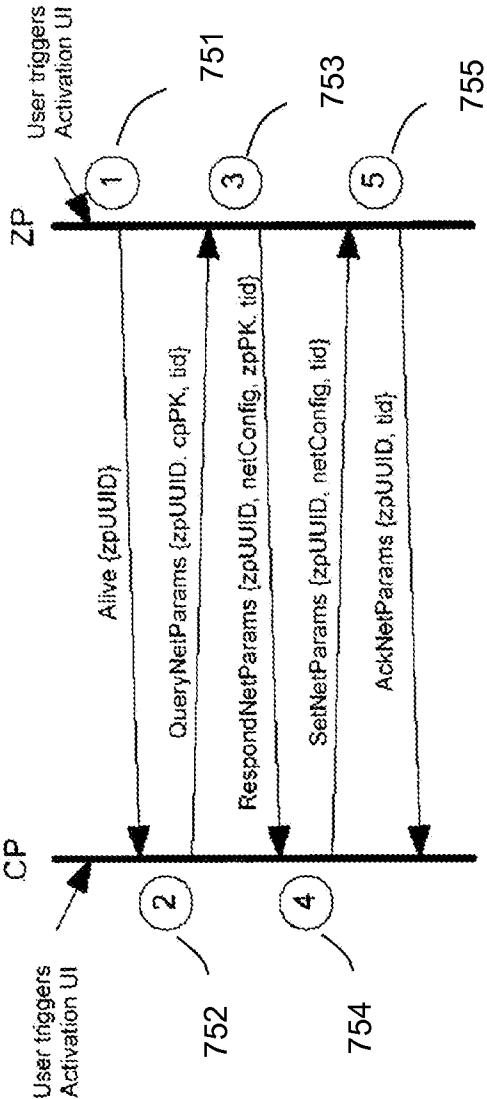 User triggers
Activation UI
CP
ZP
User triggers
Activation UI
1
751
Alive {zpUUID}
2
752
QueryNetParams {zpUUID. cpPK, tid}
3
753
RespondNetParams {zpUUID, netConfig, zpPK. tid}
4
754
SetNetParams {zpUUID, netConfig, tid}
5
755
AckNetParams {zpUUID, tid}